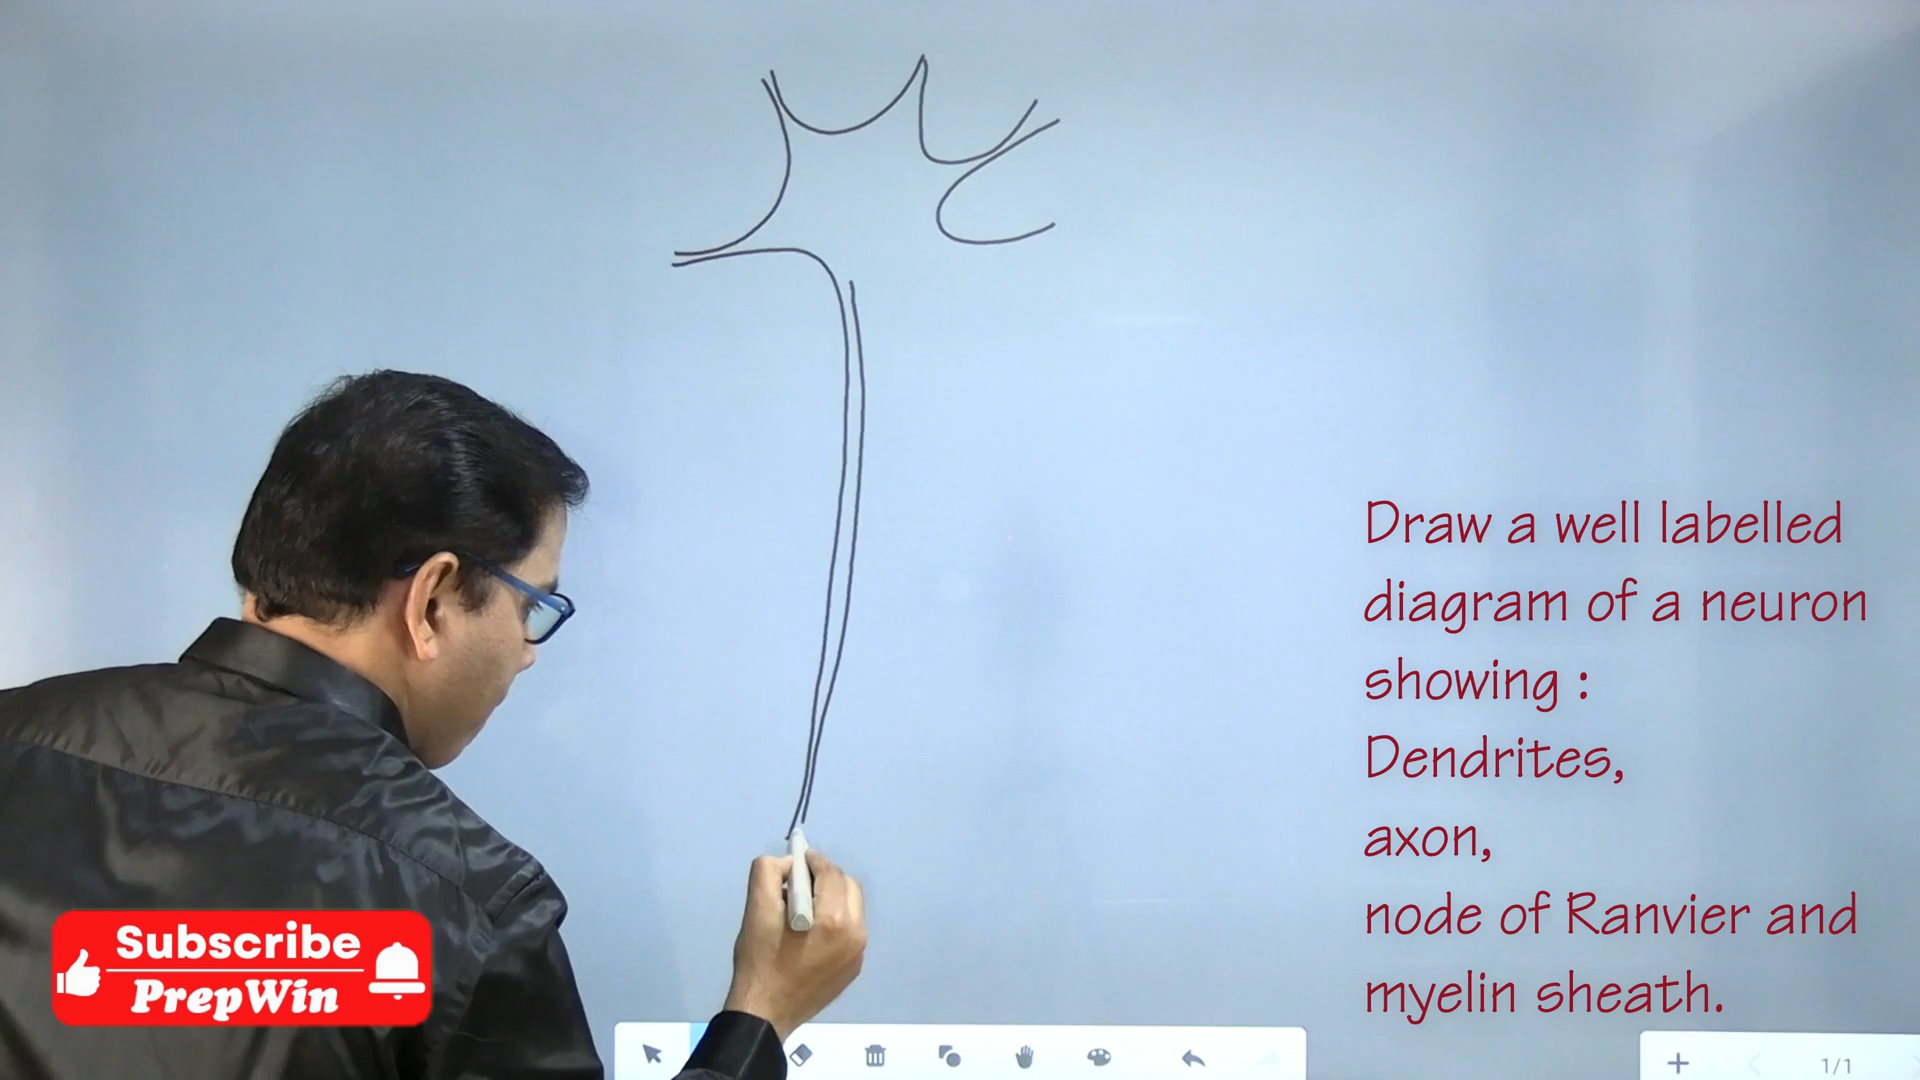 Draw a well labelled
diagram of a neuron
showing :
Dendrites,
axon,
node of Ranvier and
myelin sheath.
Subscribe
PrepWin
1/1